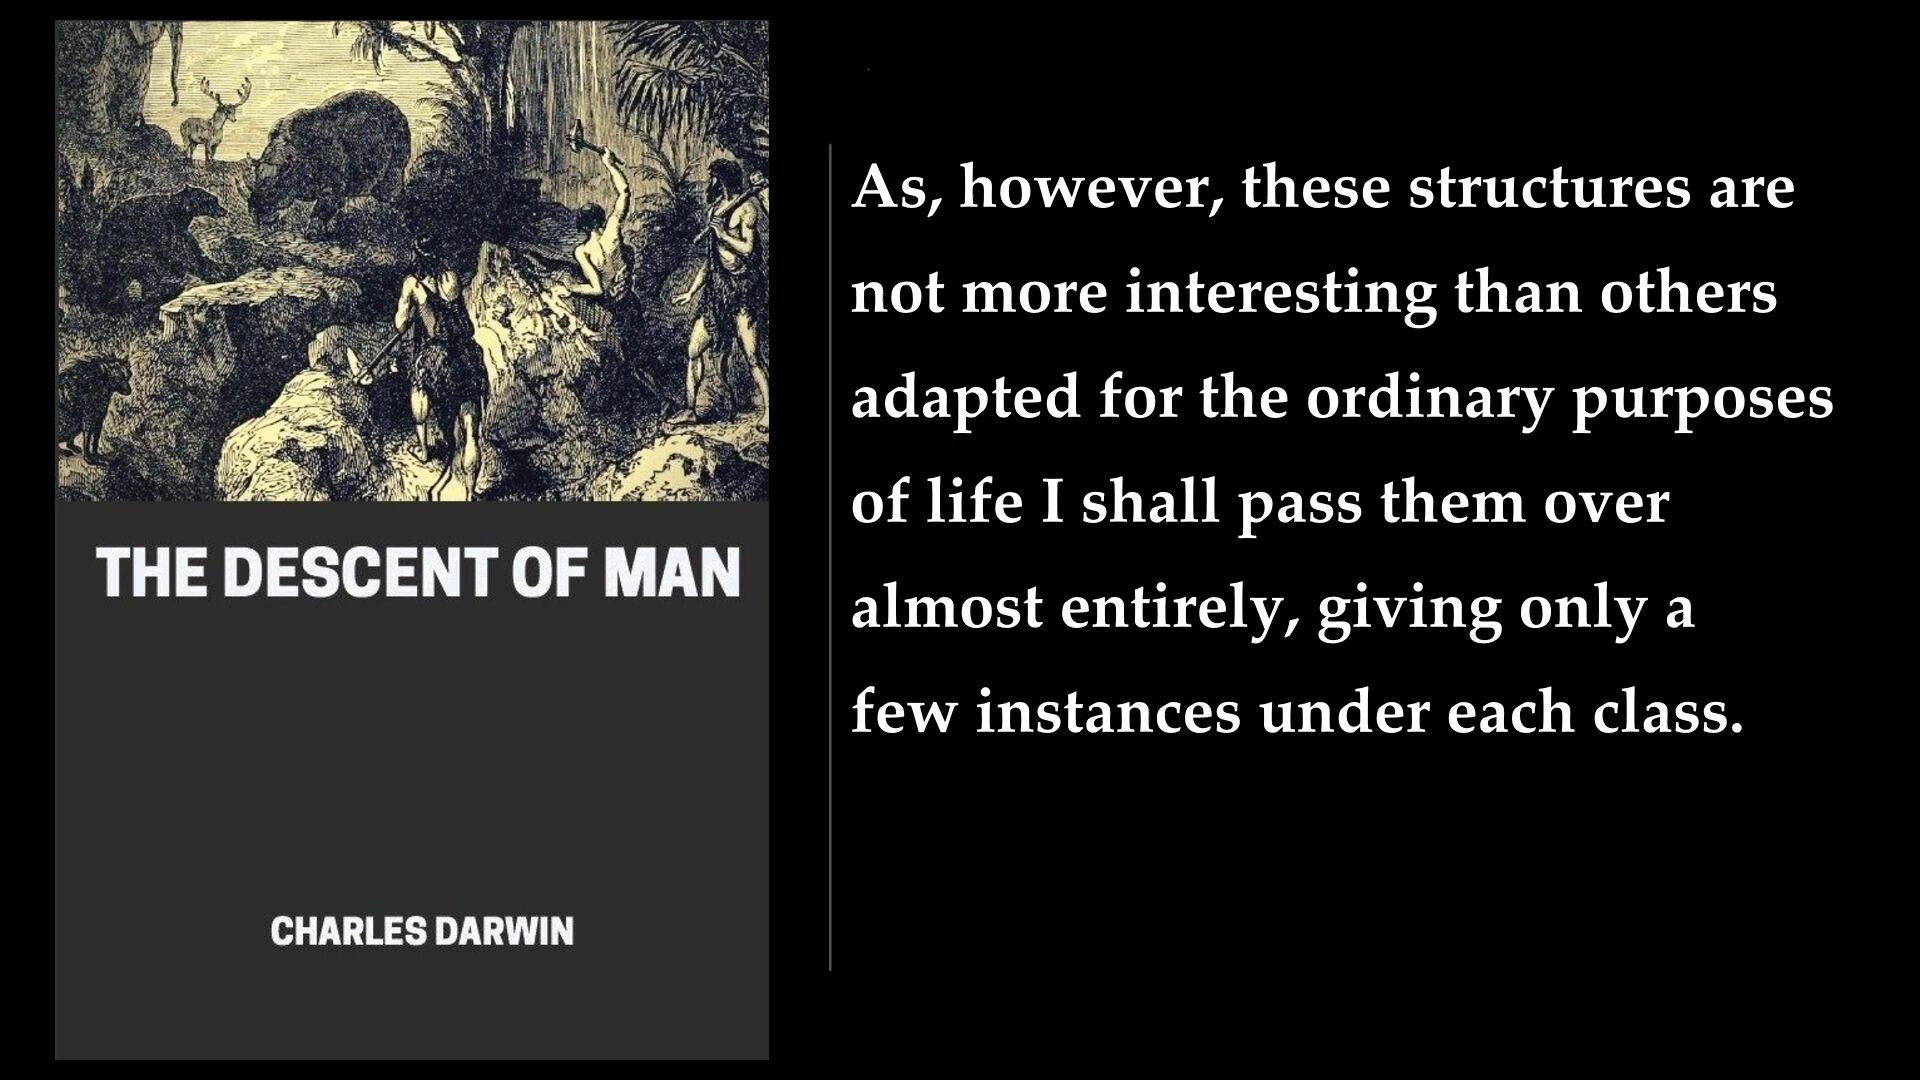 THE DESCENT OF MAN
CHARLES DARWIN
As, however, these structures are
not more interesting than others
adapted for the ordinary purposes
of life I shall pass them over
almost entirely, giving only a
few instances under each class.